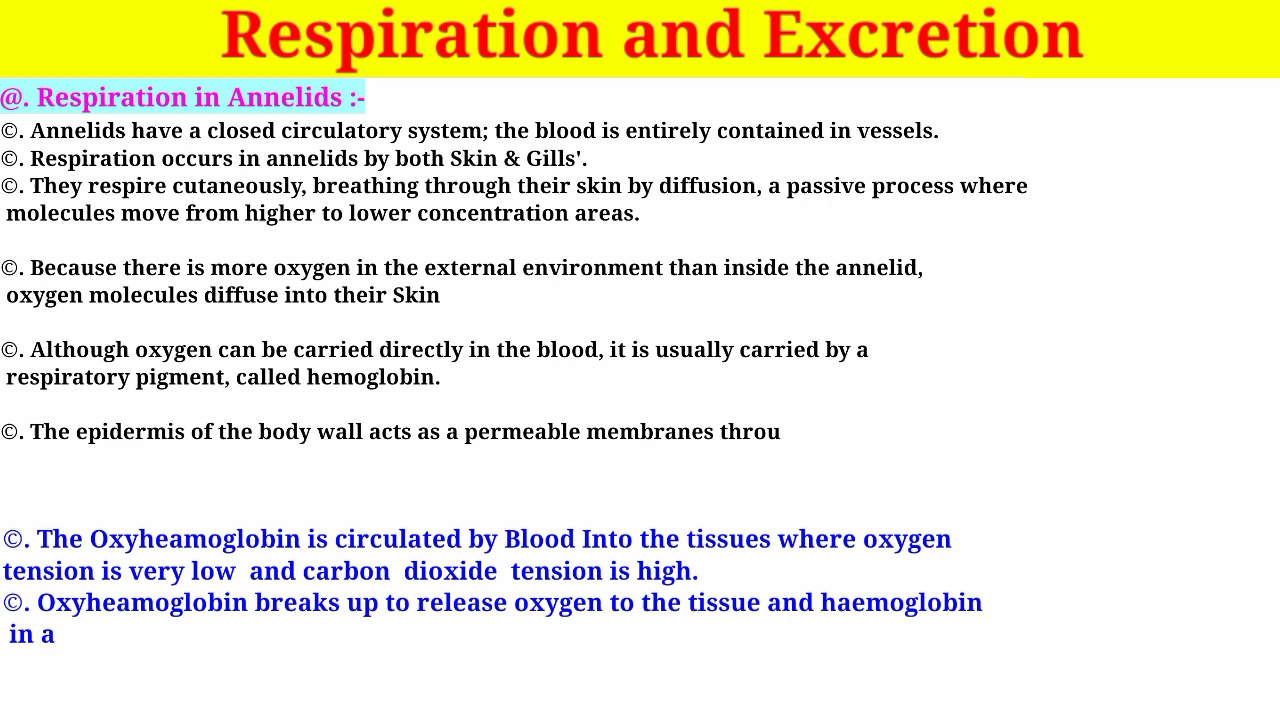 Respiration and Excretion
@. Respiration in Annelids :-
©. Annelids have a closed circulatory system; the blood is entirely contained in vessels.
©. Respiration occurs in annelids by both Skin & Gills'.
©. They respire cutaneously, breathing through their skin by diffusion, a passive process where
molecules move from higher to lower concentration areas.
©. Because there is more oxygen in the external environment than inside the annelid,
oxygen molecules diffuse into their Skin
©. Although oxygen can be carried directly in the blood, it is usually carried by a
respiratory pigment, called hemoglobin.
©. The epidermis of the body wall acts as a permeable membranes throu
©. The Oxyheamoglobin is circulated by Blood Into the tissues where oxygen
tension is very low  and carbon  dioxide  tension is high.
©. Oxyheamoglobin breaks up to release oxygen to the tissue and haemoglobin
in a